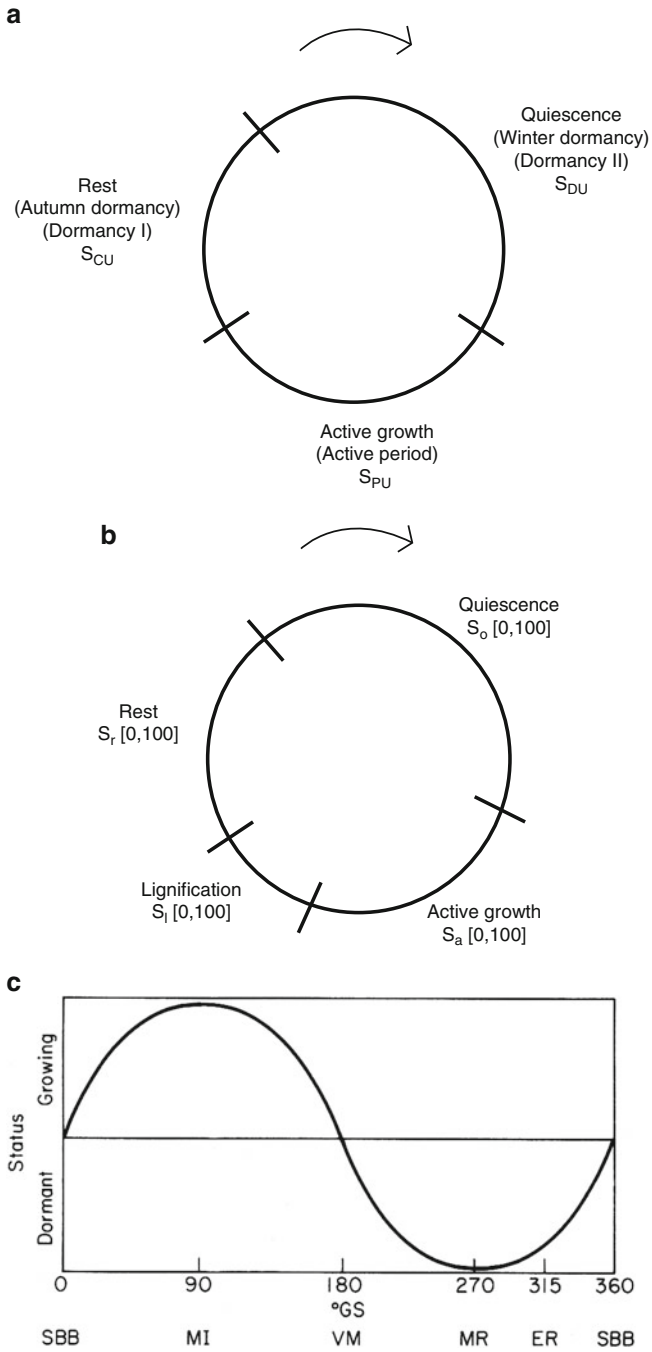 a
Quiescence
(Winter dormancy)
(Dormancy II)
S_DU
Rest
(Autumn dormancy)
(Dormancy I)
S_CU
Active growth
(Active period)
S_PU
b
Quiescence
S_o [0,100]
Rest
S_r [0,100]
Lignification
S_l [0,100]
Active growth
S_a [0,100]
c
Status
Growing
Dormant
0 90 180 270 315 360
°GS
SBB MI VM MR ER SBB